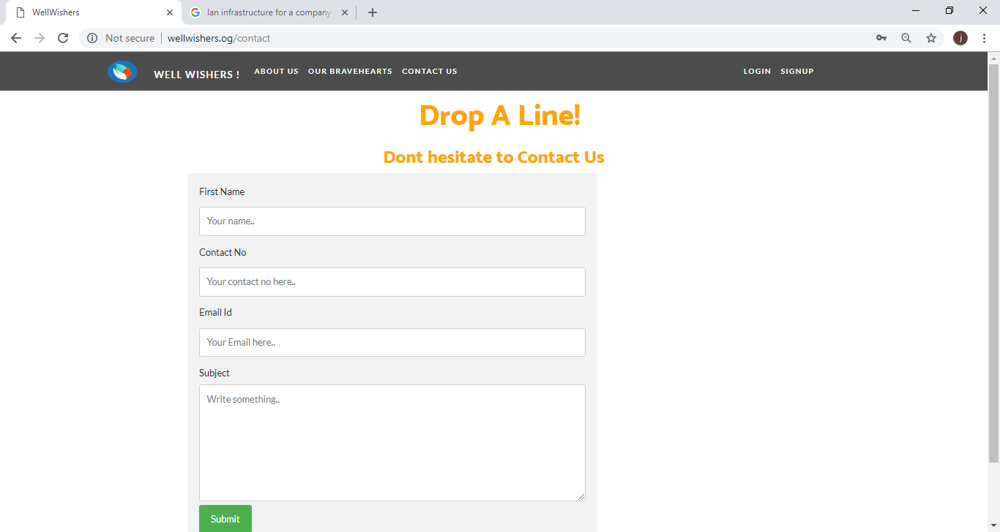 WellWishers
lan infrastructure for a company
Not secure
wellwishers.og/contact
j
WELL WISHERS !
ABOUT US
OUR BRAVEHEARTS
CONTACT US
LOGIN
SIGNUP
Drop A Line!
Dont hesitate to Contact Us
First Name
Your name..
Contact No
Your contact no here..
Email Id
Your Email here..
Subject
Write something..
Submit